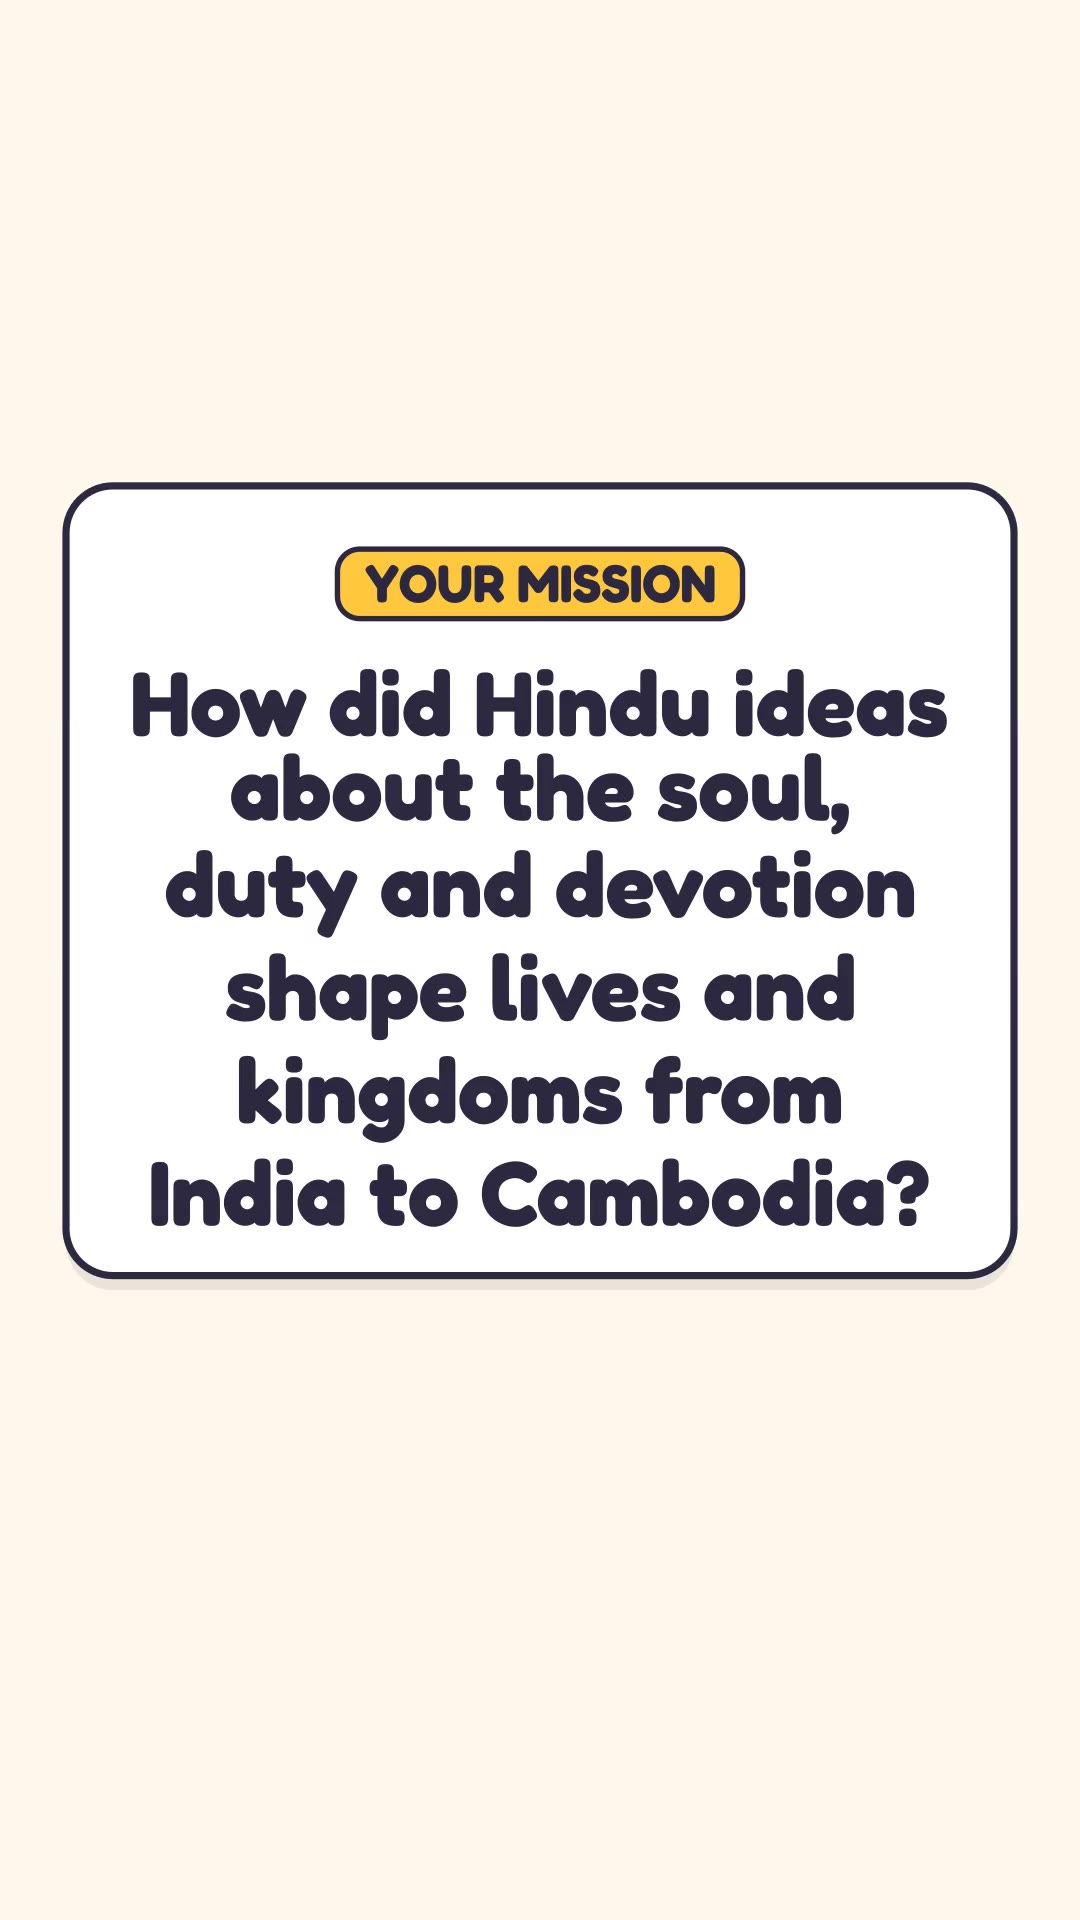 YOUR MISSION
How did Hindu ideas
about the soul,
duty and devotion
shape lives and
kingdoms from
India to Cambodia?